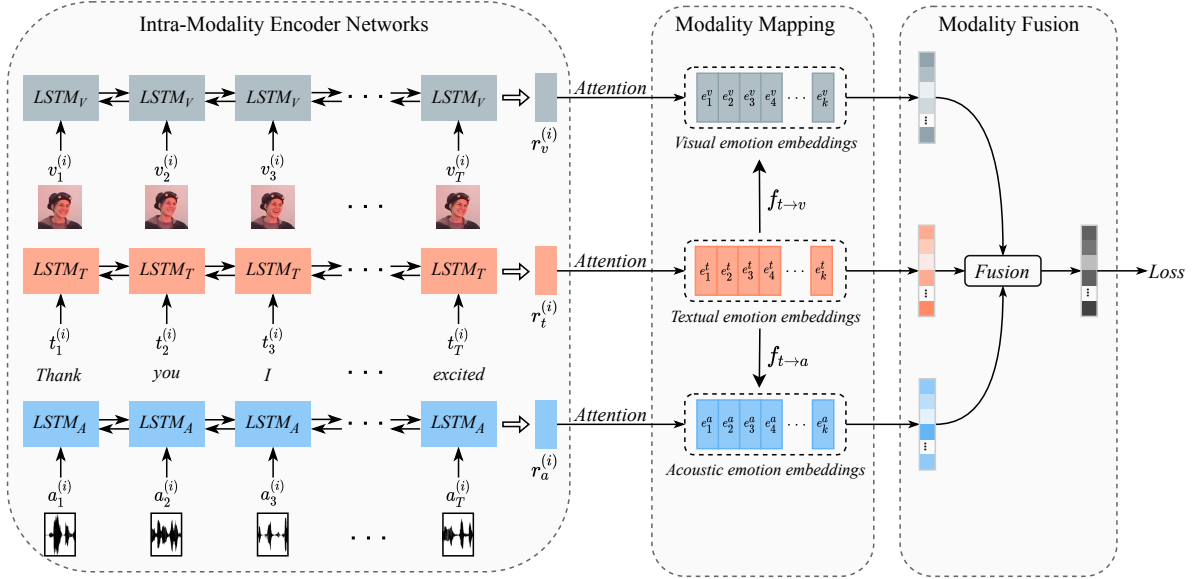 Intra-Modality Encoder Networks
Modality Mapping
Modality Fusion
LSTM_V LSTM_V LSTM_V . . . LSTM_V
r_v^{(i)}
Attention
e_1^v e_2^v e_3^v e_4^v · · · e_k^v
Visual emotion embeddings
v_1^{(i)} v_2^{(i)} v_3^{(i)} v_T^{(i)}
. . .
f_{t→v}
LSTM_T LSTM_T LSTM_T . . . LSTM_T
r_t^{(i)}
Attention
e_1^t e_2^t e_3^t e_4^t · · · e_k^t
Textual emotion embeddings
Fusion
Loss
t_1^{(i)} t_2^{(i)} t_3^{(i)} t_T^{(i)}
Thank you I . . . excited
f_{t→a}
LSTM_A LSTM_A LSTM_A . . . LSTM_A
r_a^{(i)}
Attention
e_1^a e_2^a e_3^a e_4^a · · · e_k^a
Acoustic emotion embeddings
a_1^{(i)} a_2^{(i)} a_3^{(i)} a_T^{(i)}
. . .